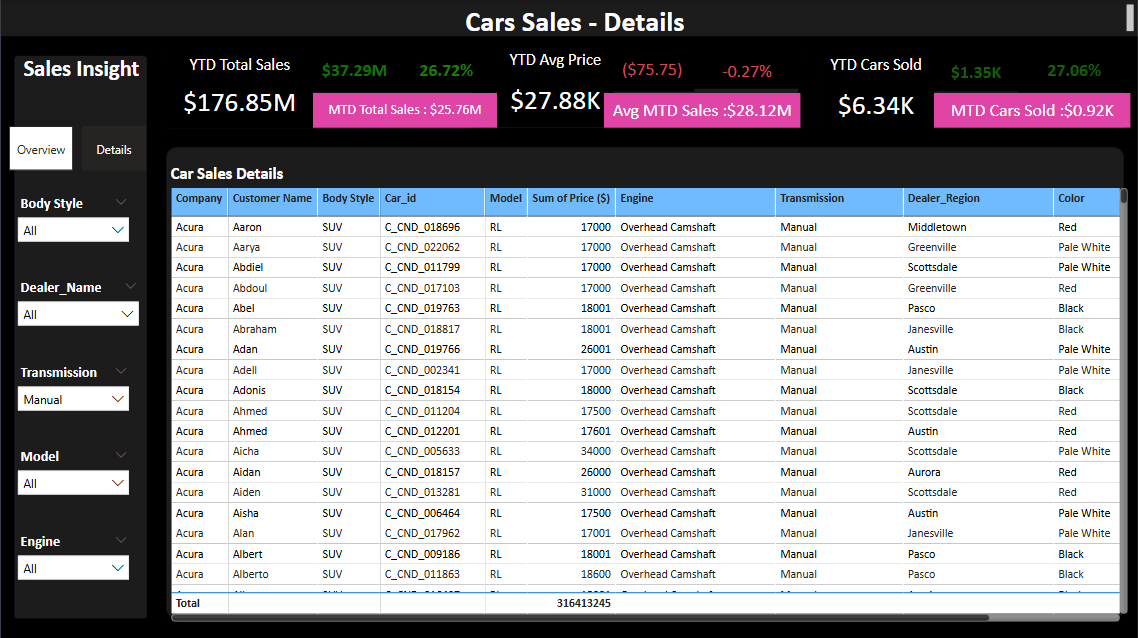 Cars Sales - Details
Sales Insight
Overview
Details
Body Style
All
Dealer_Name
All
Transmission
Manual
Model
All
Engine
All
YTD Total Sales
$37.29M 26.72%
$176.85M
MTD Total Sales : $25.76M
YTD Avg Price
($75.75) -0.27%
$27.88K
Avg MTD Sales :$28.12M
YTD Cars Sold
$1.35K 27.06%
$6.34K
MTD Cars Sold :$0.92K
Car Sales Details
Company Customer Name Body Style Car_id Model Sum of Price ($) Engine Transmission Dealer_Region Color
Acura Aaron SUV C_CND_018696 RL 17000 Overhead Camshaft Manual Middletown Red
Acura Aarya SUV C_CND_022062 RL 17000 Overhead Camshaft Manual Greenville Pale White
Acura Abdiel SUV C_CND_011799 RL 17000 Overhead Camshaft Manual Scottsdale Pale White
Acura Abdoul SUV C_CND_017103 RL 17000 Overhead Camshaft Manual Greenville Red
Acura Abel SUV C_CND_019763 RL 18001 Overhead Camshaft Manual Pasco Black
Acura Abraham SUV C_CND_018817 RL 18001 Overhead Camshaft Manual Janesville Black
Acura Adan SUV C_CND_019766 RL 26001 Overhead Camshaft Manual Austin Pale White
Acura Adell SUV C_CND_002341 RL 17000 Overhead Camshaft Manual Janesville Pale White
Acura Adonis SUV C_CND_018154 RL 18000 Overhead Camshaft Manual Scottsdale Black
Acura Ahmed SUV C_CND_011204 RL 17500 Overhead Camshaft Manual Scottsdale Red
Acura Ahmed SUV C_CND_012201 RL 17601 Overhead Camshaft Manual Austin Red
Acura Aicha SUV C_CND_005633 RL 34000 Overhead Camshaft Manual Scottsdale Pale White
Acura Aidan SUV C_CND_018157 RL 26000 Overhead Camshaft Manual Aurora Red
Acura Aiden SUV C_CND_013281 RL 31000 Overhead Camshaft Manual Scottsdale Red
Acura Aisha SUV C_CND_006464 RL 17500 Overhead Camshaft Manual Austin Pale White
Acura Alan SUV C_CND_017962 RL 17001 Overhead Camshaft Manual Janesville Pale White
Acura Albert SUV C_CND_009186 RL 18001 Overhead Camshaft Manual Pasco Black
Acura Alberto SUV C_CND_011863 RL 18600 Overhead Camshaft Manual Pasco Black
Total 316413245